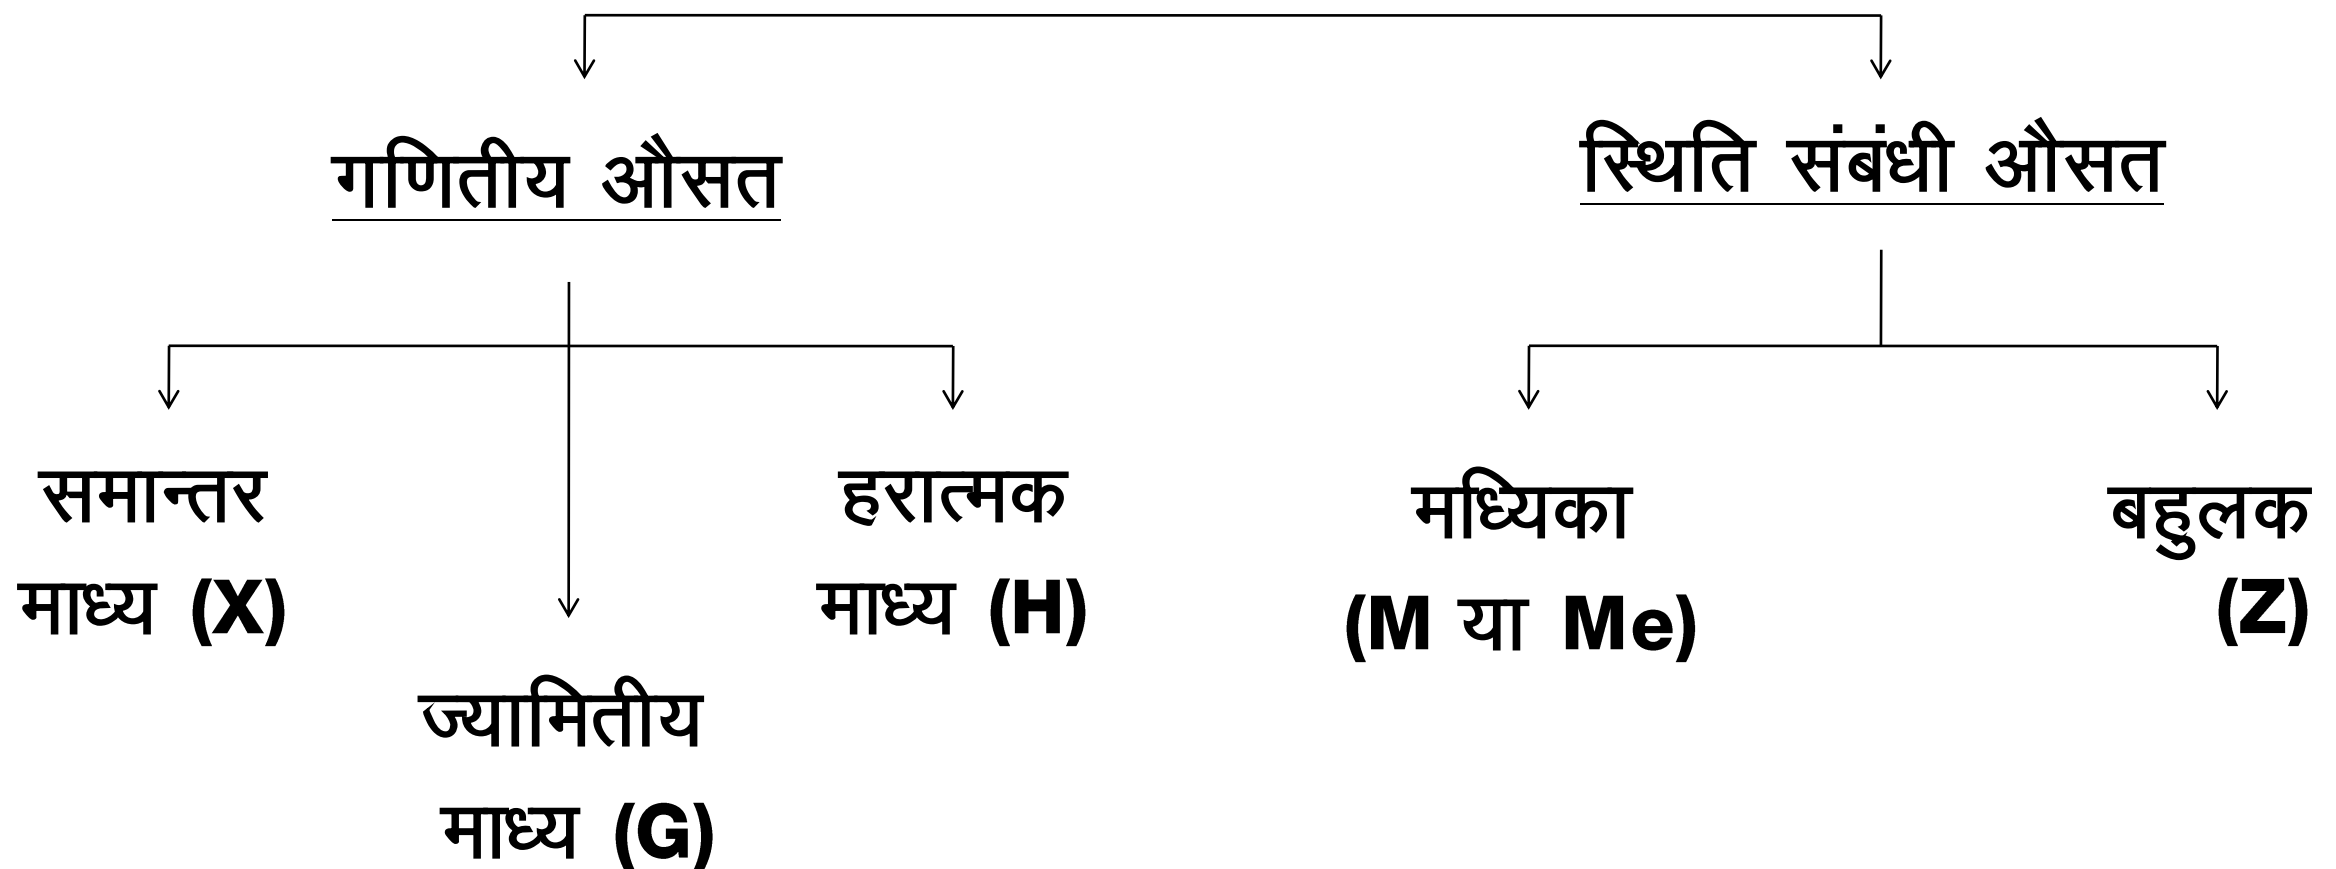 गणितीय औसत
स्थिति संबंधी औसत
समान्तर
माध्य (X)
ज्यामितीय
माध्य (G)
हरात्मक
माध्य (H)
मध्यिका
(M या Me)
बहुलक
(Z)